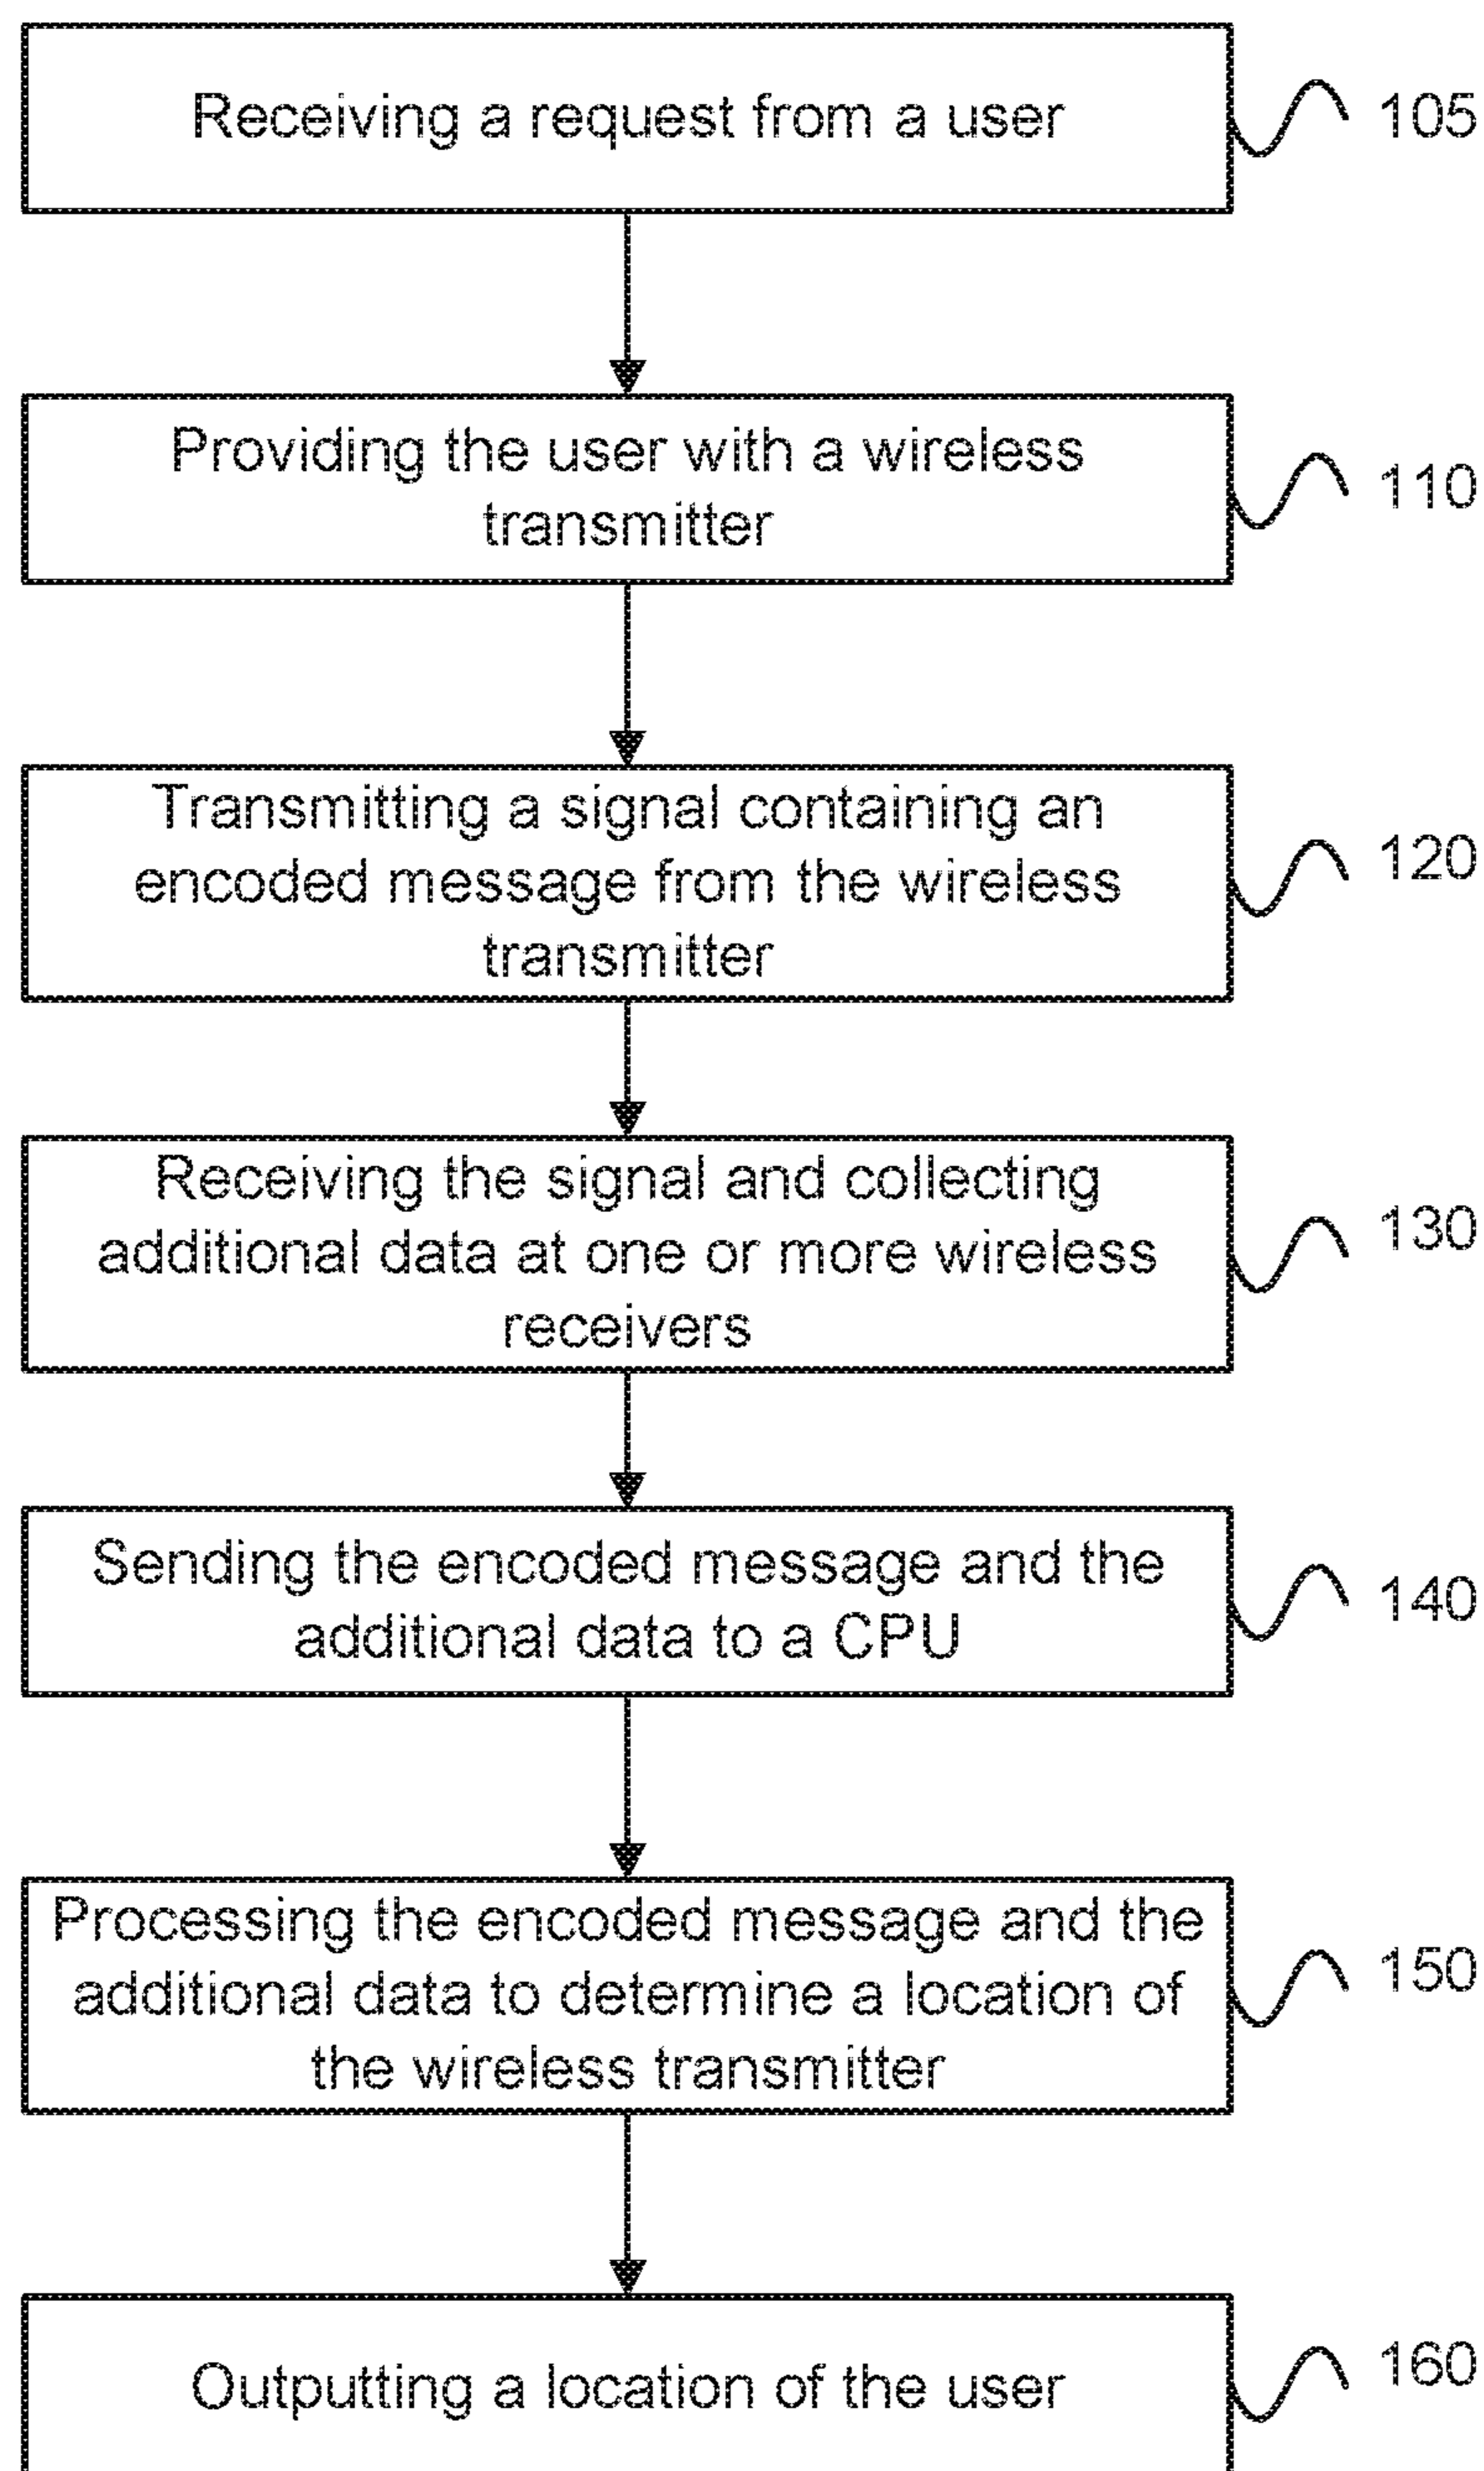 Receiving a request from a user
105
Providing the user with a wireless
transmitter
110
Transmitting a signal containing an
encoded message from the wireless
transmitter
120
Receiving the signal and collecting
additional data at one or more wireless
receivers
130
Sending the encoded message and the
additional data to a CPU
140
Processing the encoded message and the
additional data to determine a location of
the wireless transmitter
150
Outputting a location of the user
160